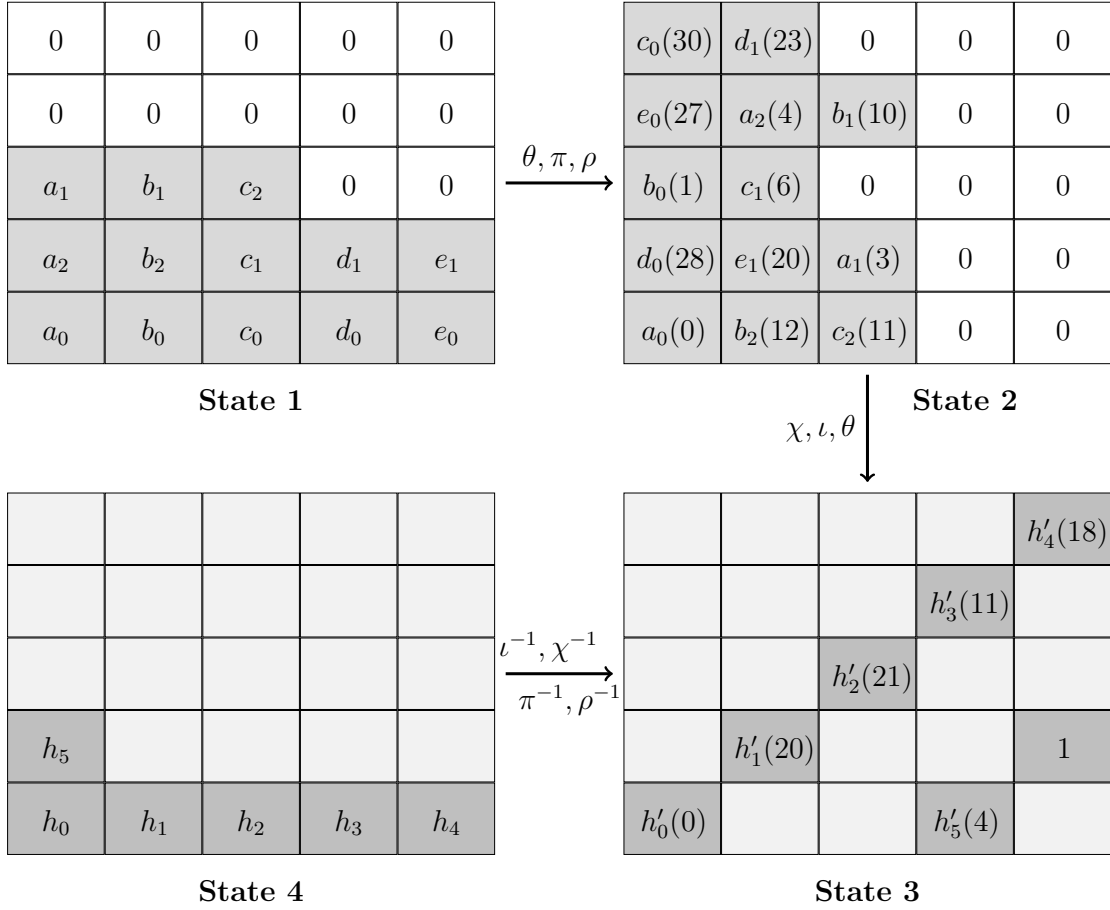 0 0 0 0 0
0 0 0 0 0
a₁ b₁ c₂ 0 0
a₂ b₂ c₁ d₁ e₁
a₀ b₀ c₀ d₀ e₀
State 1
θ, π, ρ
c₀(30) d₁(23) 0 0 0
e₀(27) a₂(4) b₁(10) 0 0
b₀(1) c₁(6) 0 0 0
d₀(28) e₁(20) a₁(3) 0 0
a₀(0) b₂(12) c₂(11) 0 0
State 2
χ, ι, θ
h₅
h₀ h₁ h₂ h₃ h₄
State 4
ι⁻¹, χ⁻¹
π⁻¹, ρ⁻¹
h′₄(18)
h′₃(11)
h′₂(21)
h′₁(20) 1
h′₀(0) h′₅(4)
State 3